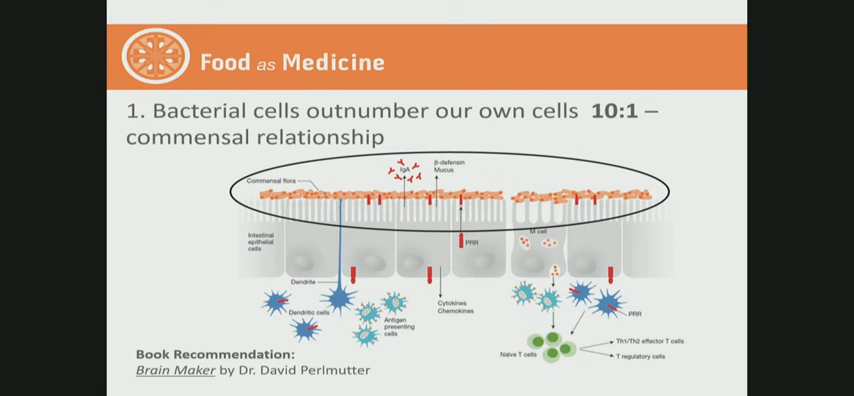 Food as Medicine
1. Bacterial cells outnumber our own cells 10:1 –
commensal relationship
Commensal flora
IgA
β-defensin
Mucus
Intestinal
epithelial
cells
PRR
M cell
Dendrite
Dendritic cells
Antigen
presenting
cells
Cytokines
Chemokines
PRR
Naïve T cells
Th1/Th2 effector T cells
T regulatory cells
Book Recommendation:
Brain Maker by Dr. David Perlmutter